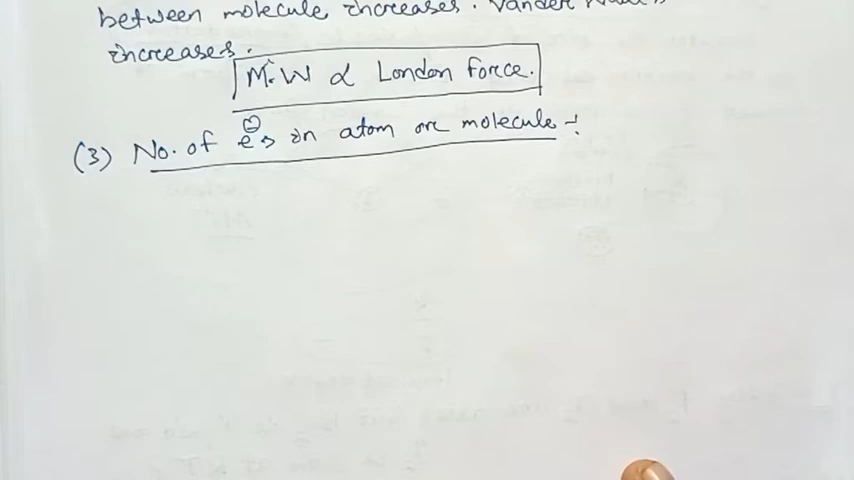 between molecule increases. Vander
increases.
M.W ∝ London force.
(3) No. of e⊖s in atom or molecule :-